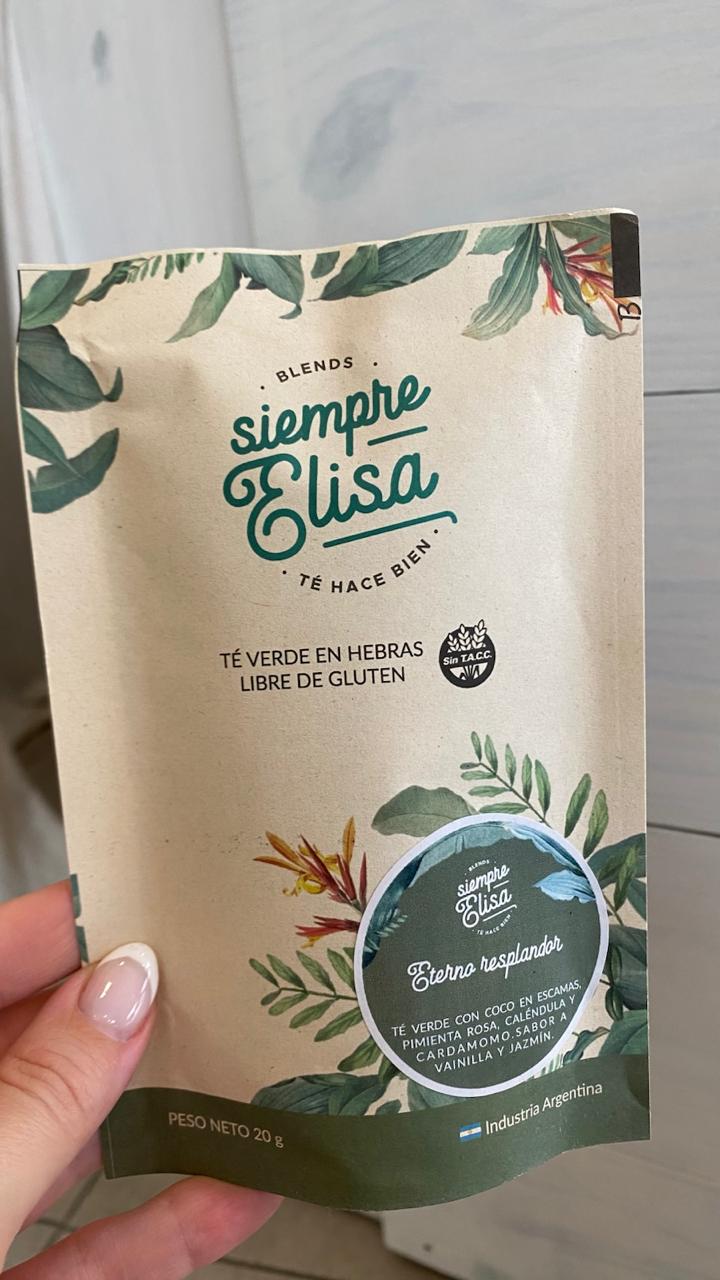 · BLENDS ·
siempre
Elisa
· TÉ HACE BIEN ·
TÉ VERDE EN HEBRAS
LIBRE DE GLUTEN
Sin T.A.C.C.
BLENDS
siempre
Elisa
· TÉ HACE BIEN ·
Eterno resplandor
TÉ VERDE CON COCO EN ESCAMAS,
PIMIENTA ROSA, CALÉNDULA Y
CARDAMOMO.SABOR A
VAINILLA Y JAZMÍN.
PESO NETO 20 g
Industria Argentina